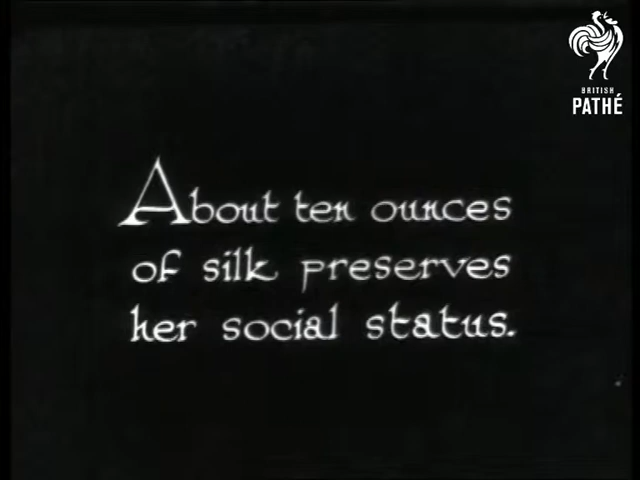 BRITISH
PATHÉ
About ten ounces
of silk preserves
her social status.